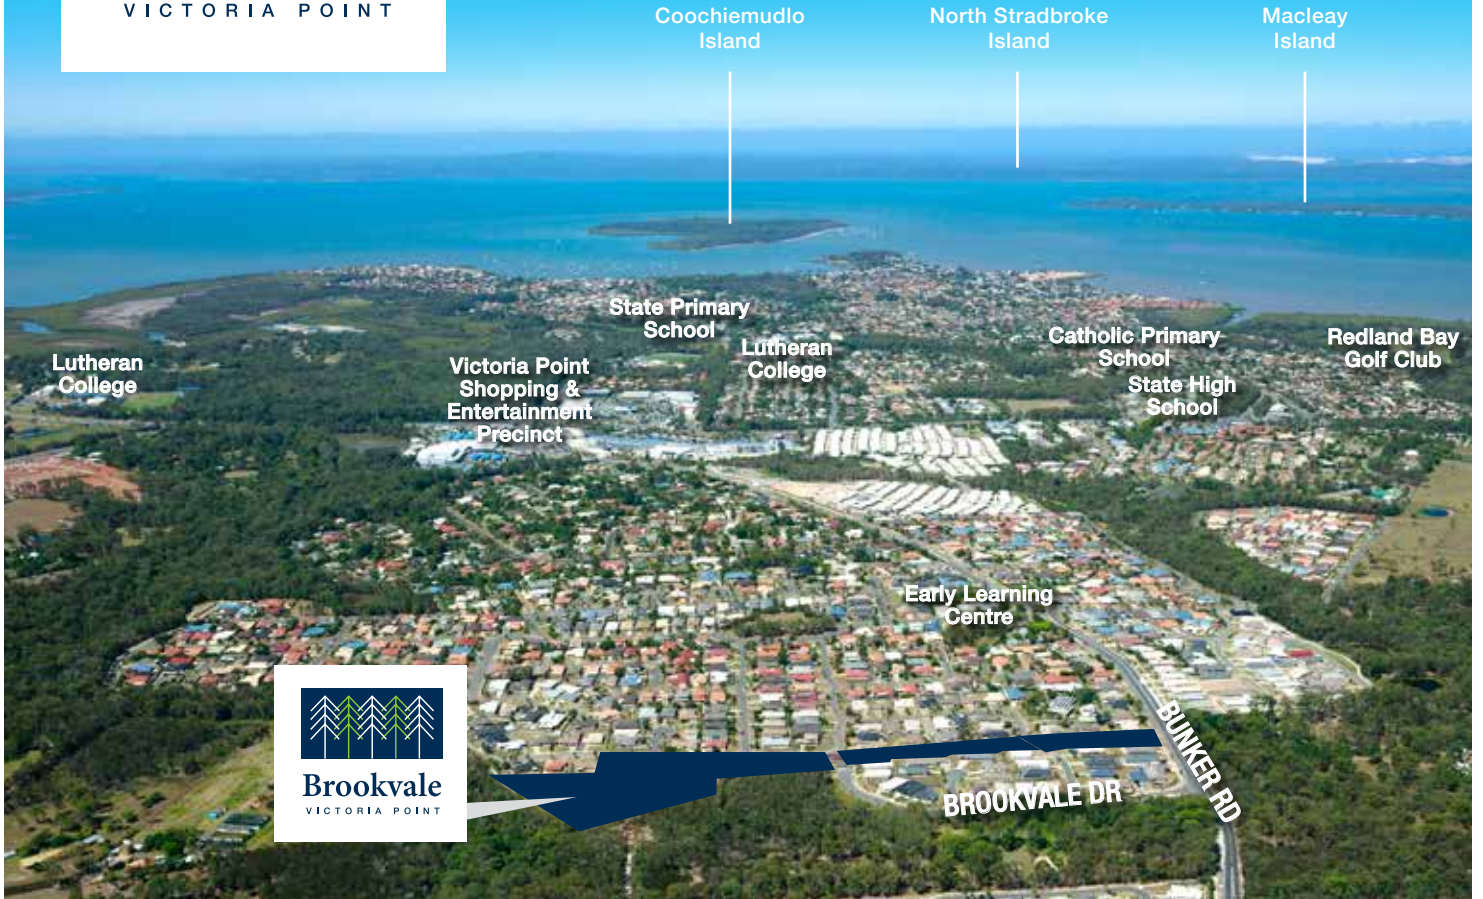 VICTORIA POINT
Coochiemudlo
Island
North Stradbroke
Island
Macleay
Island
State Primary
School
Lutheran
College
Catholic Primary
School
Redland Bay
Golf Club
Lutheran
College
Victoria Point
Shopping &
Entertainment
Precinct
State High
School
Early Learning
Centre
Brookvale
VICTORIA POINT
BROOKVALE DR
BUNKER RD